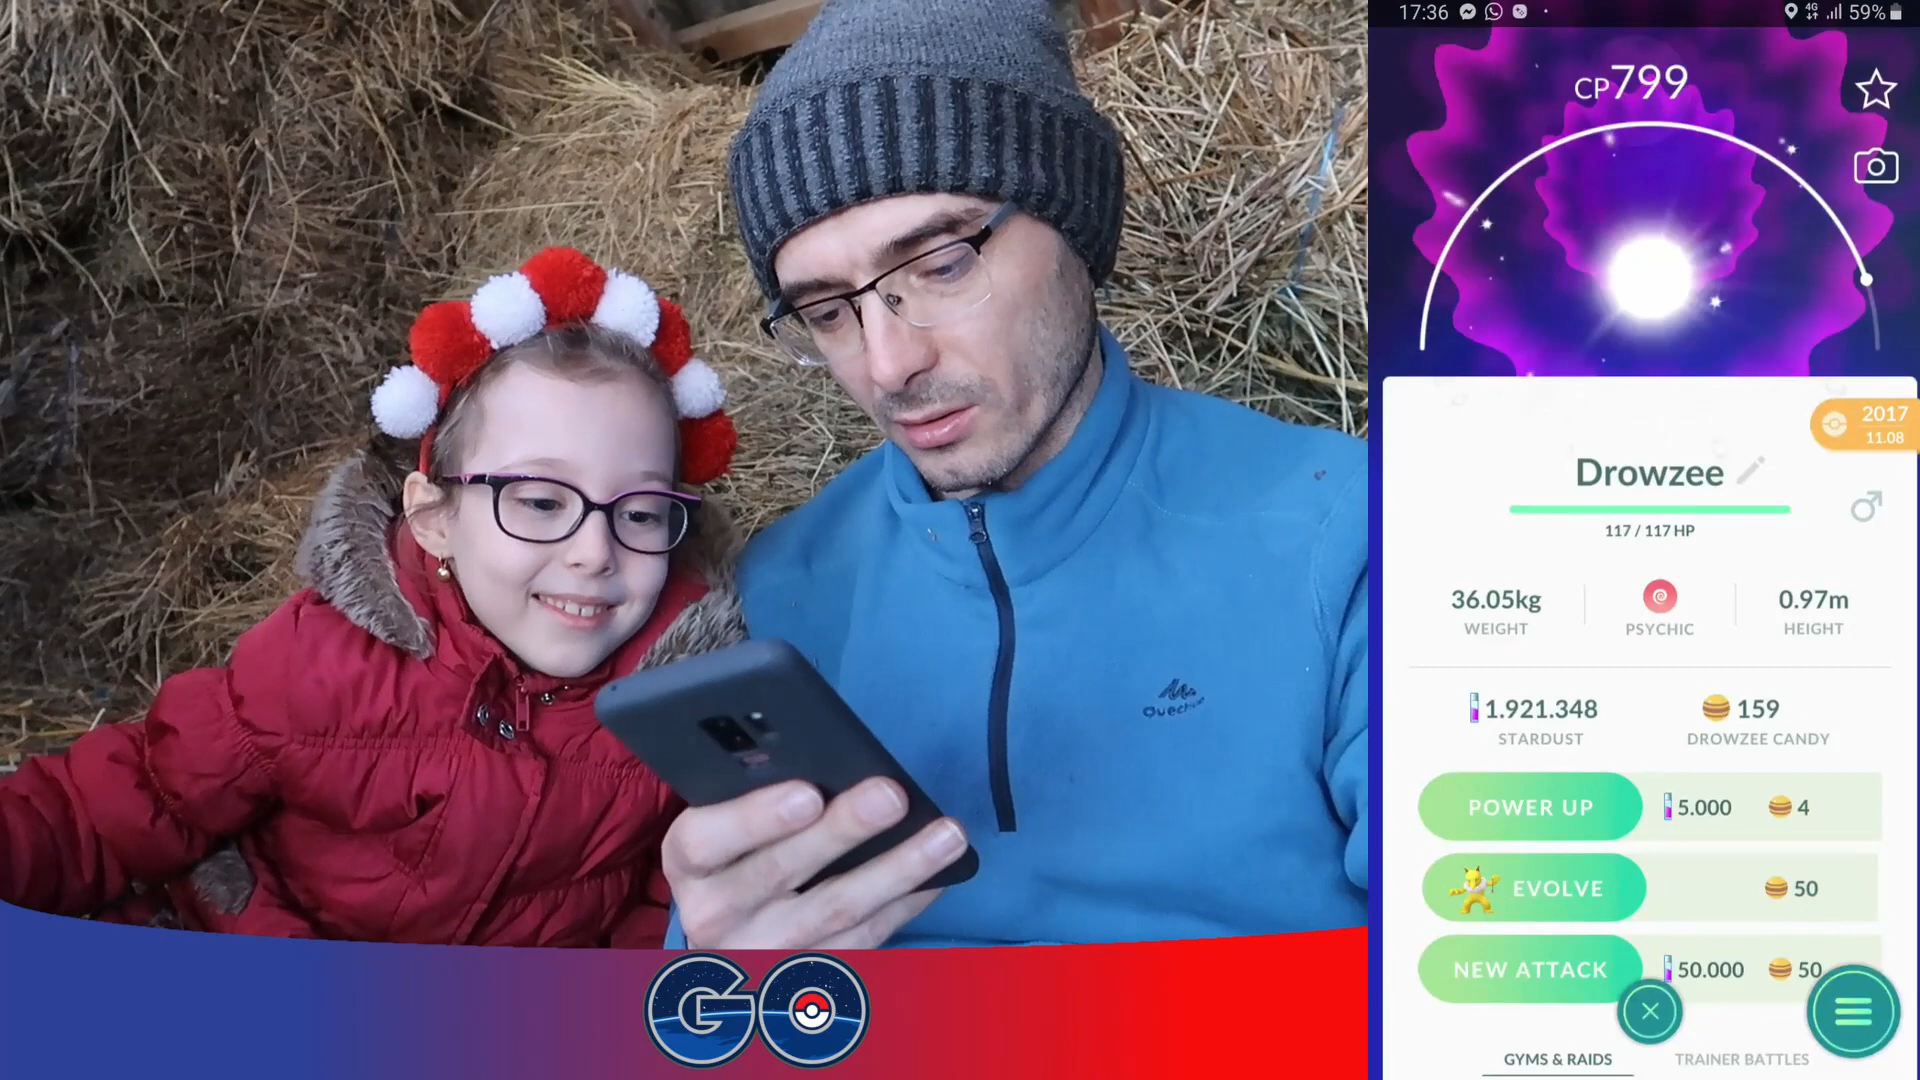 17:36
4G
59%
CP799
2017
11.08
Drowzee
117 / 117 HP
36.05kg
WEIGHT
PSYCHIC
0.97m
HEIGHT
1.921.348
STARDUST
159
DROWZEE CANDY
POWER UP
5.000
4
EVOLVE
50
NEW ATTACK
50.000
50
GYMS & RAIDS
TRAINER BATTLES
GO